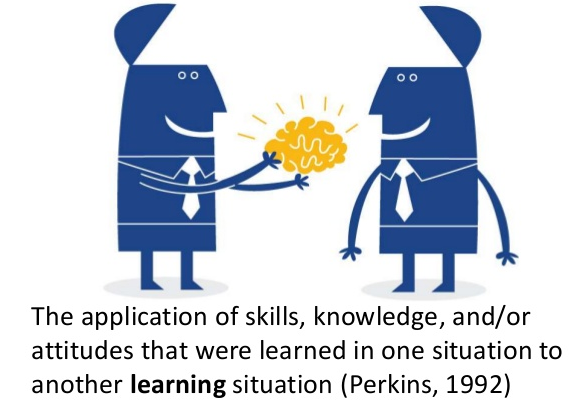 The application of skills, knowledge, and/or
attitudes that were learned in one situation to
another learning situation (Perkins, 1992)